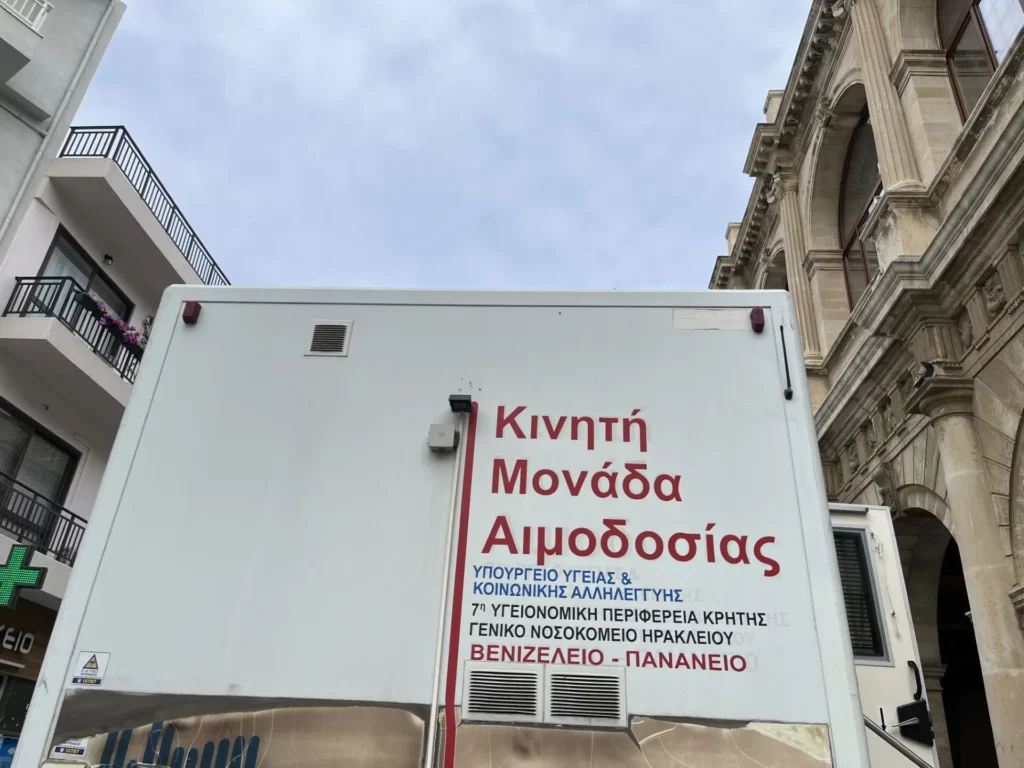 Κινητή
Μονάδα
Αιμοδοσίας
ΥΠΟΥΡΓΕΙΟ ΥΓΕΙΑΣ &
ΚΟΙΝΩΝΙΚΗΣ ΑΛΛΗΛΕΓΓΥΗΣ
7η ΥΓΕΙΟΝΟΜΙΚΗ ΠΕΡΙΦΕΡΕΙΑ ΚΡΗΤΗΣ
ΓΕΝΙΚΟ ΝΟΣΟΚΟΜΕΙΟ ΗΡΑΚΛΕΙΟΥ
ΒΕΝΙΖΕΛΕΙΟ - ΠΑΝΑΝΕΙΟ